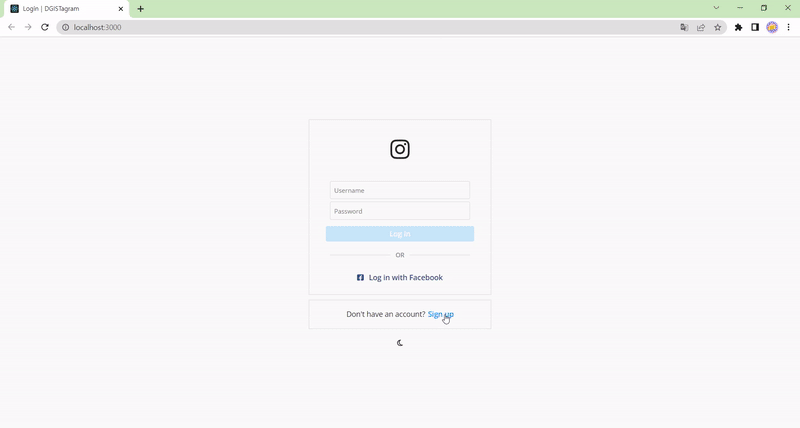 Login | DGISTagram
localhost:3000
Username
Password
Log in
OR
Log in with Facebook
Don't have an account? Sign up